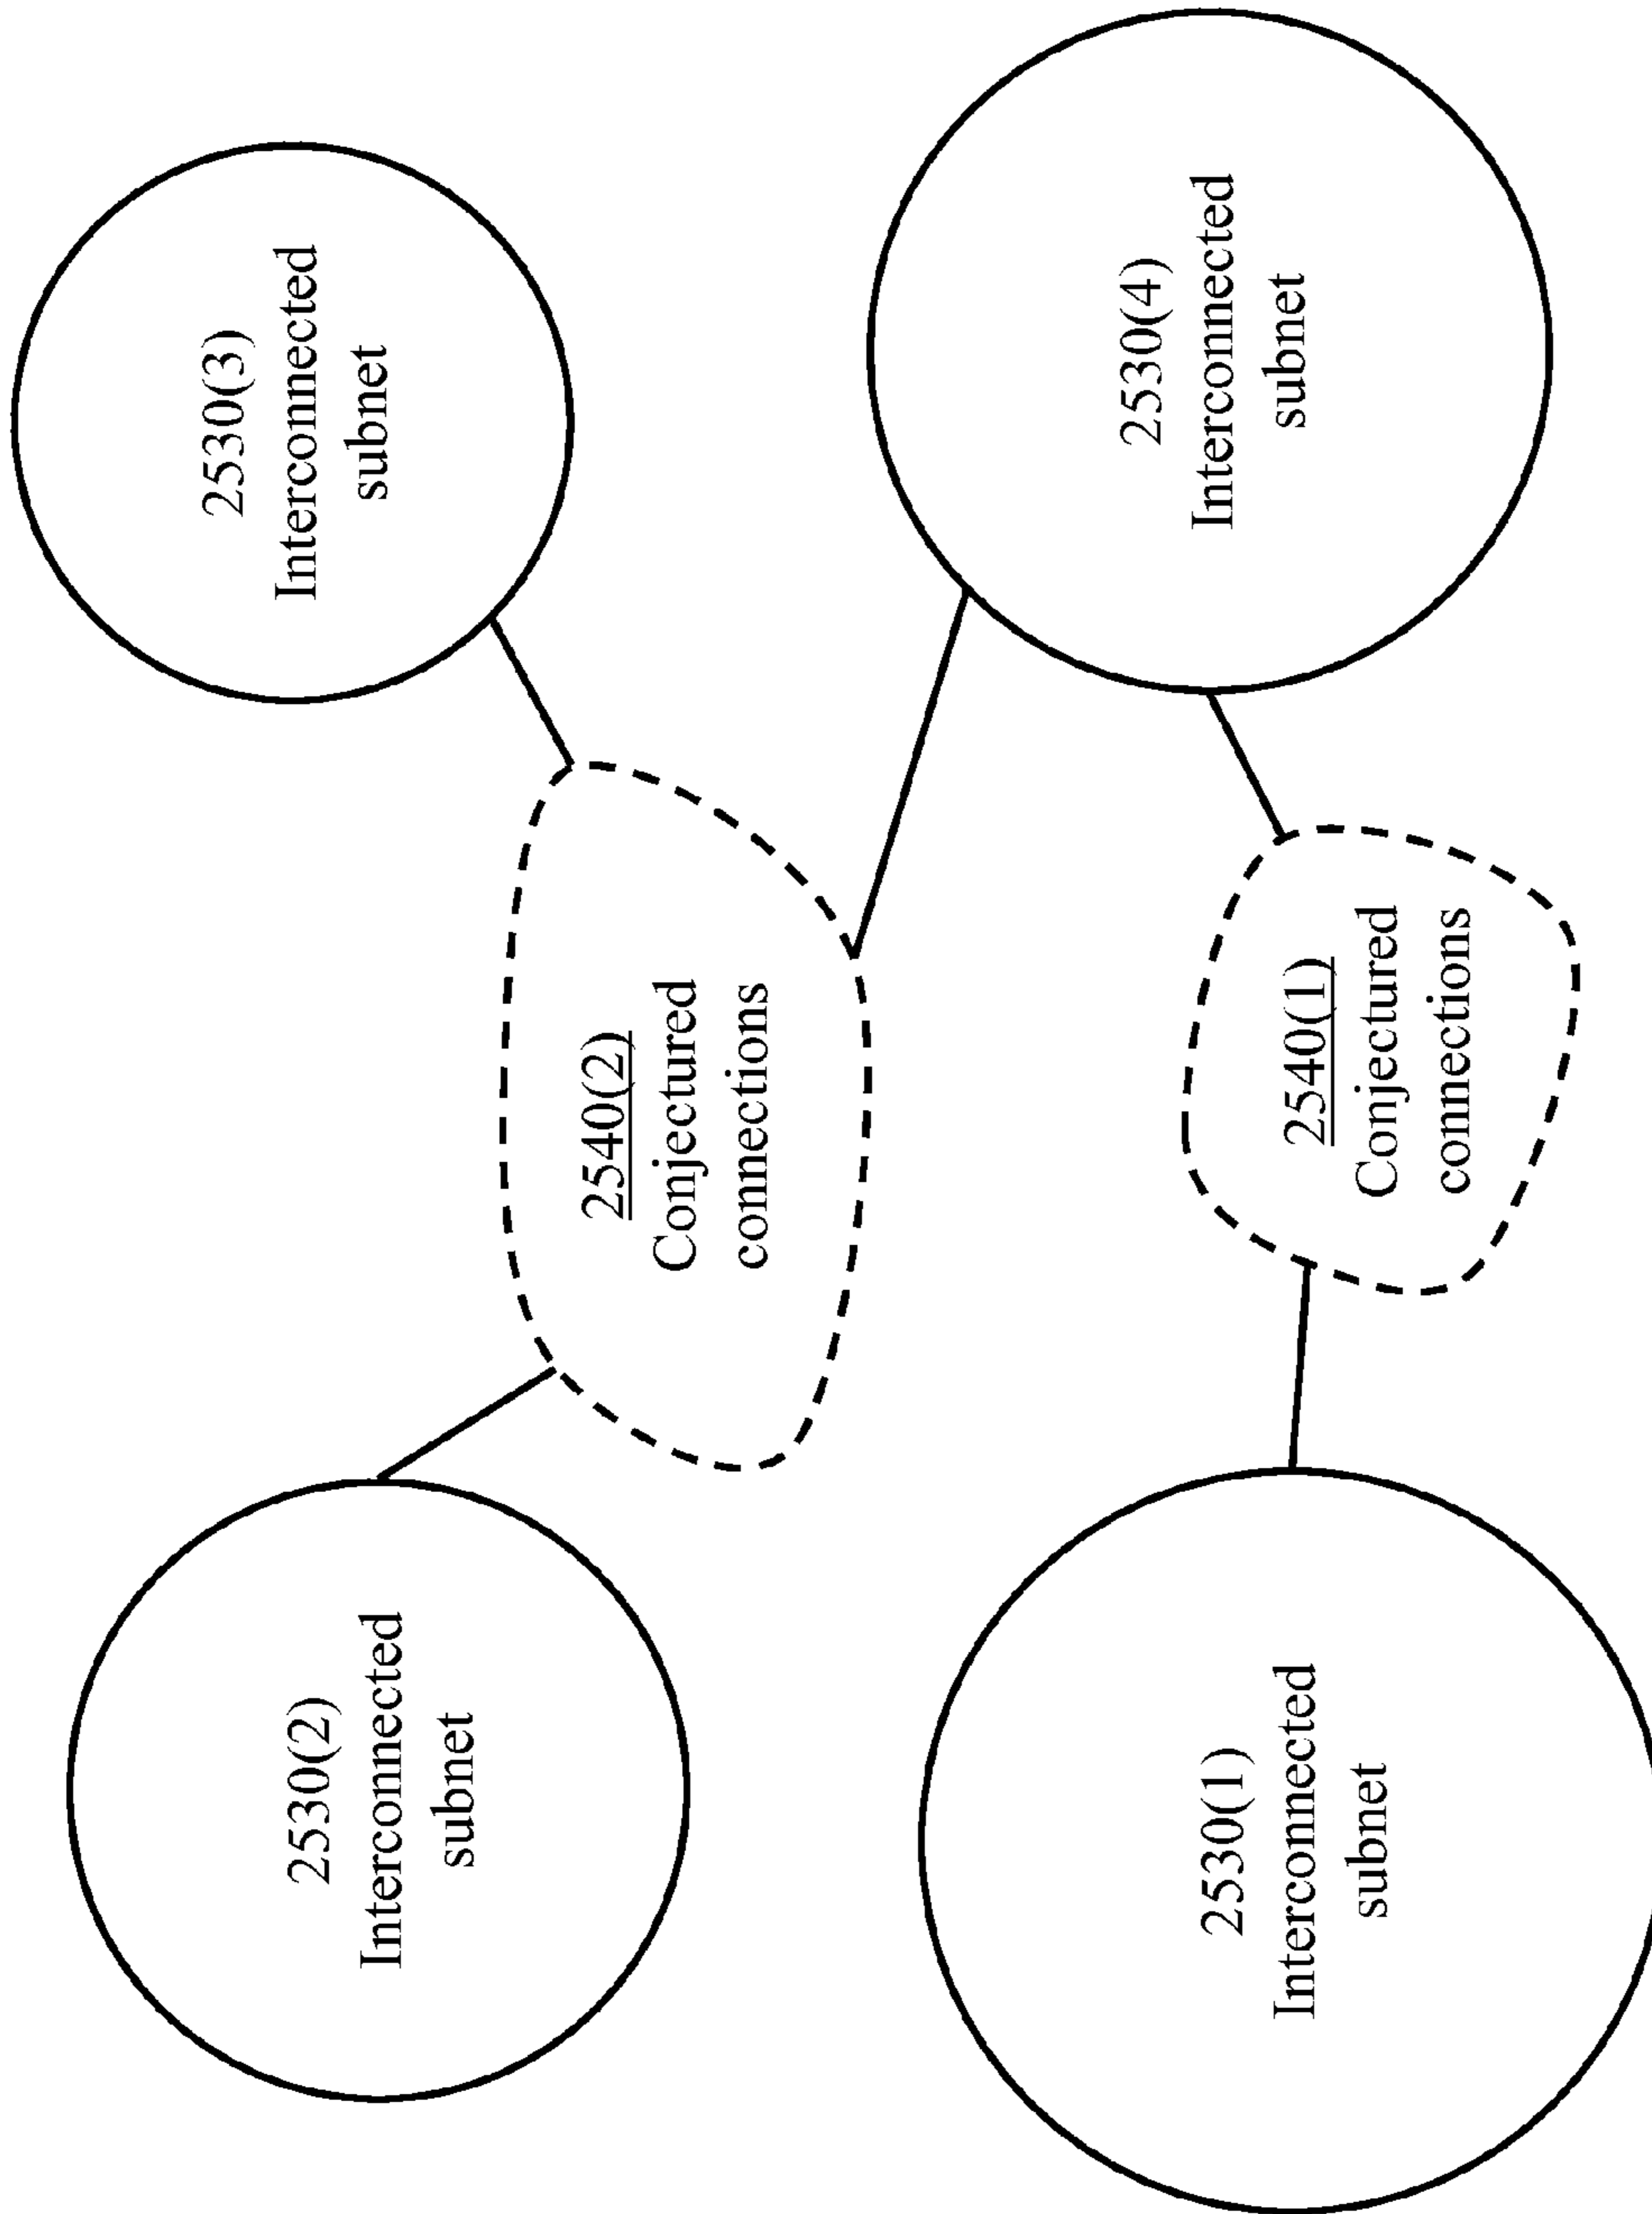 2530(2)
Interconnected
subnet
2530(3)
Interconnected
subnet
2540(2)
Conjectured
connections
2530(1)
Interconnected
subnet
2540(1)
Conjectured
connections
2530(4)
Interconnected
subnet